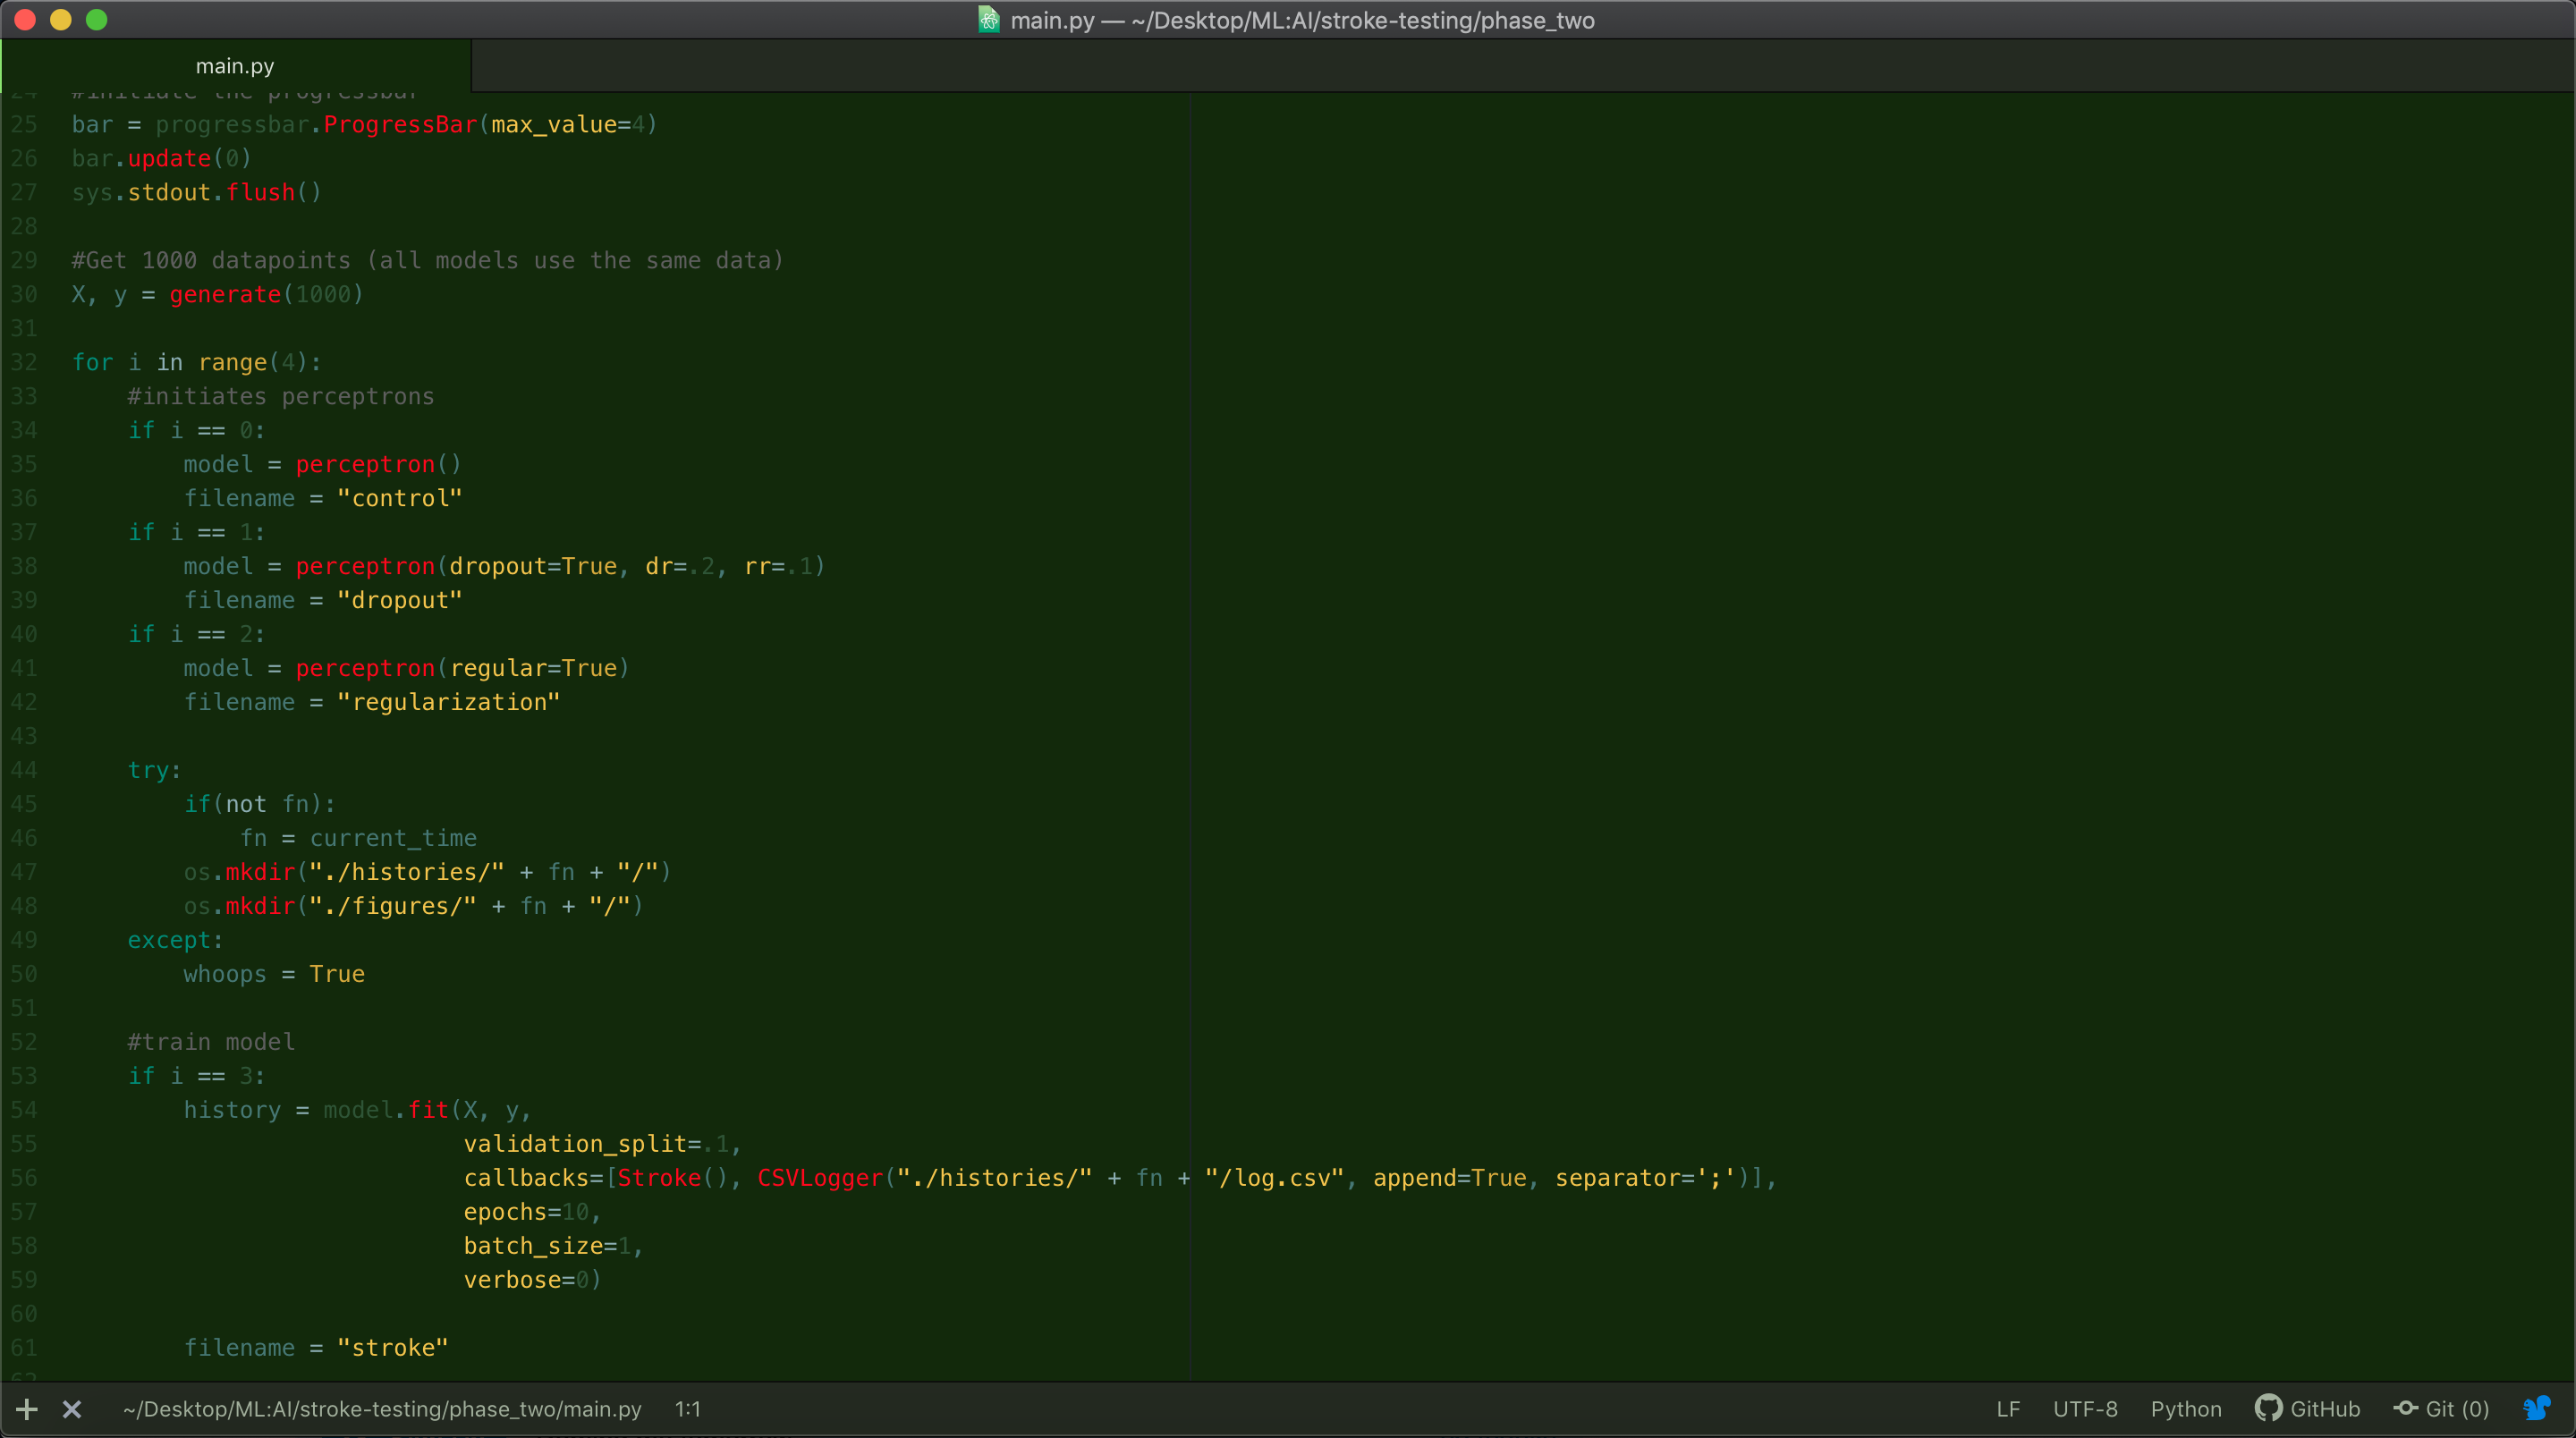 main.py — ~/Desktop/ML:AI/stroke-testing/phase_two
main.py
24 #initiate the progressbar
25 bar = progressbar.ProgressBar(max_value=4)
26 bar.update(0)
27 sys.stdout.flush()
28
29 #Get 1000 datapoints (all models use the same data)
30 X, y = generate(1000)
31
32 for i in range(4):
33     #initiates perceptrons
34     if i == 0:
35         model = perceptron()
36         filename = "control"
37     if i == 1:
38         model = perceptron(dropout=True, dr=.2, rr=.1)
39         filename = "dropout"
40     if i == 2:
41         model = perceptron(regular=True)
42         filename = "regularization"
43
44     try:
45         if(not fn):
46             fn = current_time
47         os.mkdir("./histories/" + fn + "/")
48         os.mkdir("./figures/" + fn + "/")
49     except:
50         whoops = True
51
52     #train model
53     if i == 3:
54         history = model.fit(X, y,
55                             validation_split=.1,
56                             callbacks=[Stroke(), CSVLogger("./histories/" + fn + "/log.csv", append=True, separator=';')],
57                             epochs=10,
58                             batch_size=1,
59                             verbose=0)
60
61         filename = "stroke"
62
~/Desktop/ML:AI/stroke-testing/phase_two/main.py 1:1 LF UTF-8 Python GitHub Git (0)